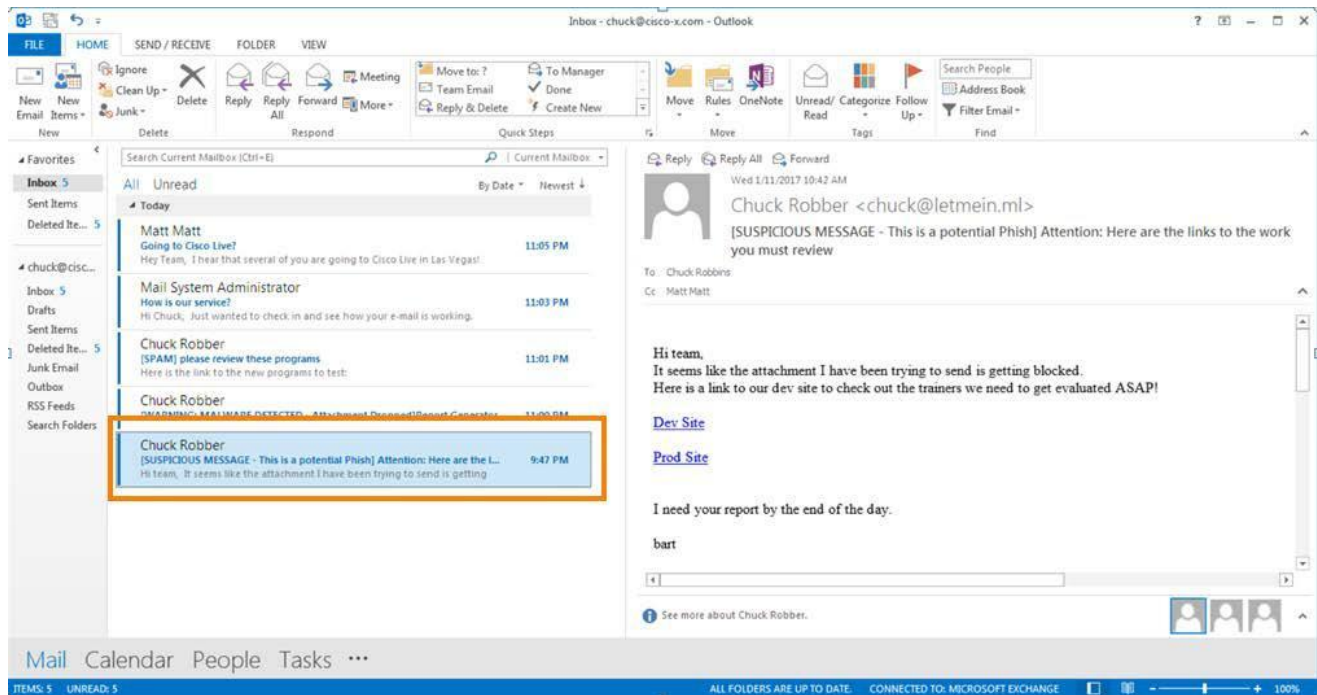 Inbox - chuck@cisco-x.com - Outlook
FILE HOME SEND / RECEIVE FOLDER VIEW
New Email
New Items
Ignore
Clean Up
Junk
Delete
Reply
Reply All
Forward
Meeting
More
Move to: ?
Team Email
Reply & Delete
To Manager
Done
Create New
Move
Rules
OneNote
Unread/ Read
Categorize
Follow Up
Search People
Address Book
Filter Email
New Delete Respond Quick Steps Move Tags Find
Favorites
Inbox 5
Sent Items
Deleted Ite... 5
chuck@cisc...
Inbox 5
Drafts
Sent Items
Deleted Ite... 5
Junk Email
Outbox
RSS Feeds
Search Folders
Search Current Mailbox (Ctrl+E) Current Mailbox
All Unread By Date Newest
Today
Matt Matt
Going to Cisco Live? 11:05 PM
Hey Team, I hear that several of you are going to Cisco Live in Las Vegas!
Mail System Administrator
How is our service? 11:03 PM
Hi Chuck, Just wanted to check in and see how your e-mail is working.
Chuck Robber
[SPAM] please review these programs 11:01 PM
Here is the link to the new programs to test:
Chuck Robber
[WARNING: MALWARE DETECTED - Attachment Dropped]Report Generator 11:00 PM
Chuck Robber
[SUSPICIOUS MESSAGE - This is a potential Phish] Attention: Here are the l... 9:47 PM
Hi team, It seems like the attachment I have been trying to send is getting
Reply Reply All Forward
Wed 1/11/2017 10:42 AM
Chuck Robber <chuck@letmein.ml>
[SUSPICIOUS MESSAGE - This is a potential Phish] Attention: Here are the links to the work
you must review
To Chuck Robbins
Cc Matt Matt
Hi team,
It seems like the attachment I have been trying to send is getting blocked.
Here is a link to our dev site to check out the trainers we need to get evaluated ASAP!
Dev Site
Prod Site
I need your report by the end of the day.
bart
See more about Chuck Robber.
Mail Calendar People Tasks
ITEMS: 5 UNREAD: 5 ALL FOLDERS ARE UP TO DATE. CONNECTED TO: MICROSOFT EXCHANGE 100%